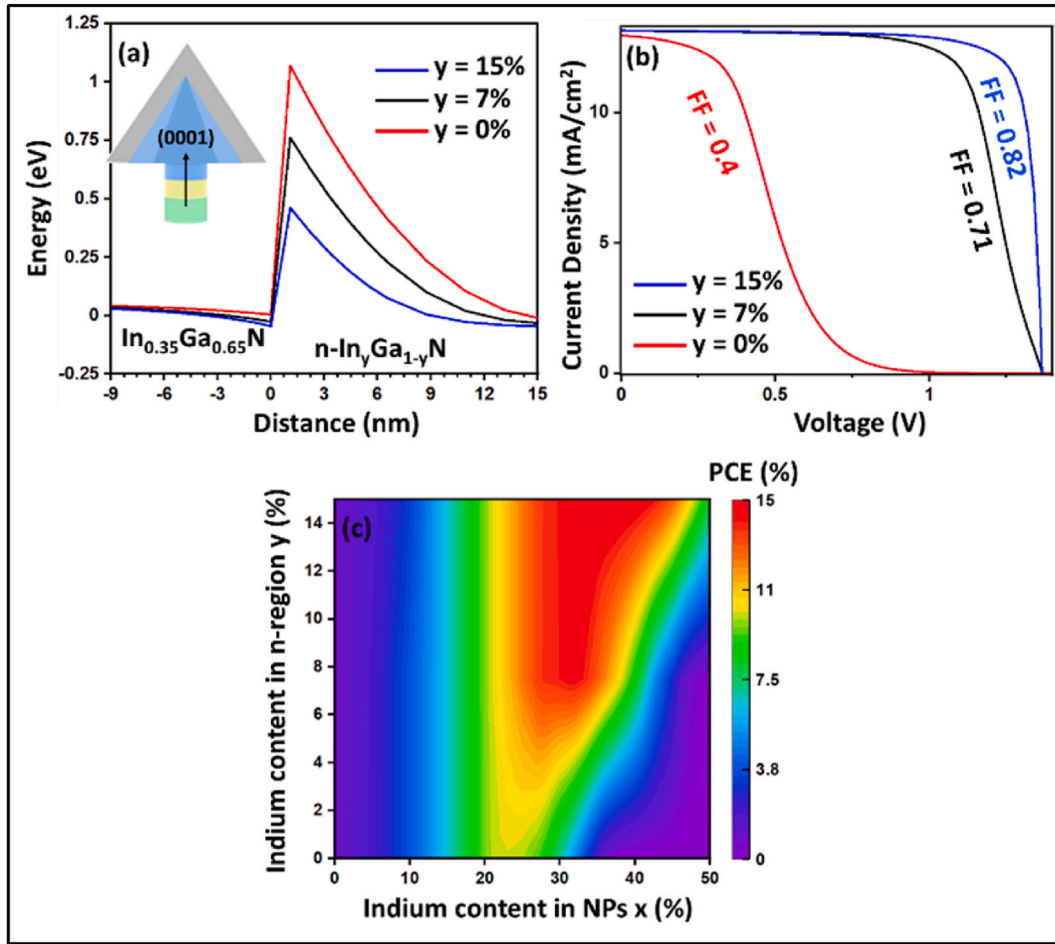 (a)
(0001)
y = 15%
y = 7%
y = 0%
1.25
1
0.75
0.5
0.25
0
-0.25
Energy (eV)
In0.35Ga0.65N
n-InyGa1-yN
-9
-6
-3
0
3
6
9
12
15
Distance (nm)
(b)
FF = 0.4
FF = 0.71
FF = 0.82
y = 15%
y = 7%
y = 0%
10
5
0
Current Density (mA/cm²)
0
0.5
1
Voltage (V)
(c)
PCE (%)
14
12
10
8
6
4
2
0
Indium content in n-region y (%)
0
10
20
30
40
50
Indium content in NPs x (%)
15
11
7.5
3.8
0